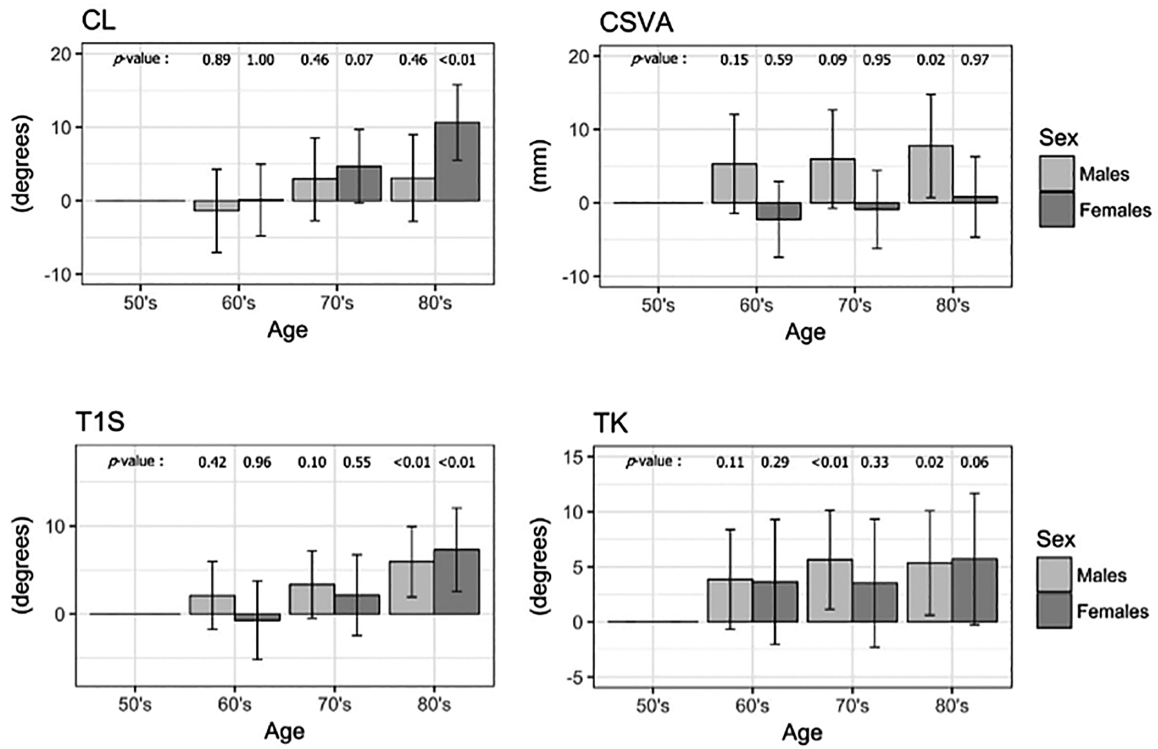 CL
20
p-value : 0.89 1.00 0.46 0.07 0.46 <0.01
10
0
-10
(degrees)
50's 60's 70's 80's
Age
CSVA
20
p-value : 0.15 0.59 0.09 0.95 0.02 0.97
10
0
-10
(mm)
50's 60's 70's 80's
Age
Sex
Males
Females
T1S
p-value : 0.42 0.96 0.10 0.55 <0.01 <0.01
10
0
(degrees)
50's 60's 70's 80's
Age
TK
15
p-value : 0.11 0.29 <0.01 0.33 0.02 0.06
10
5
0
-5
(degrees)
50's 60's 70's 80's
Age
Sex
Males
Females